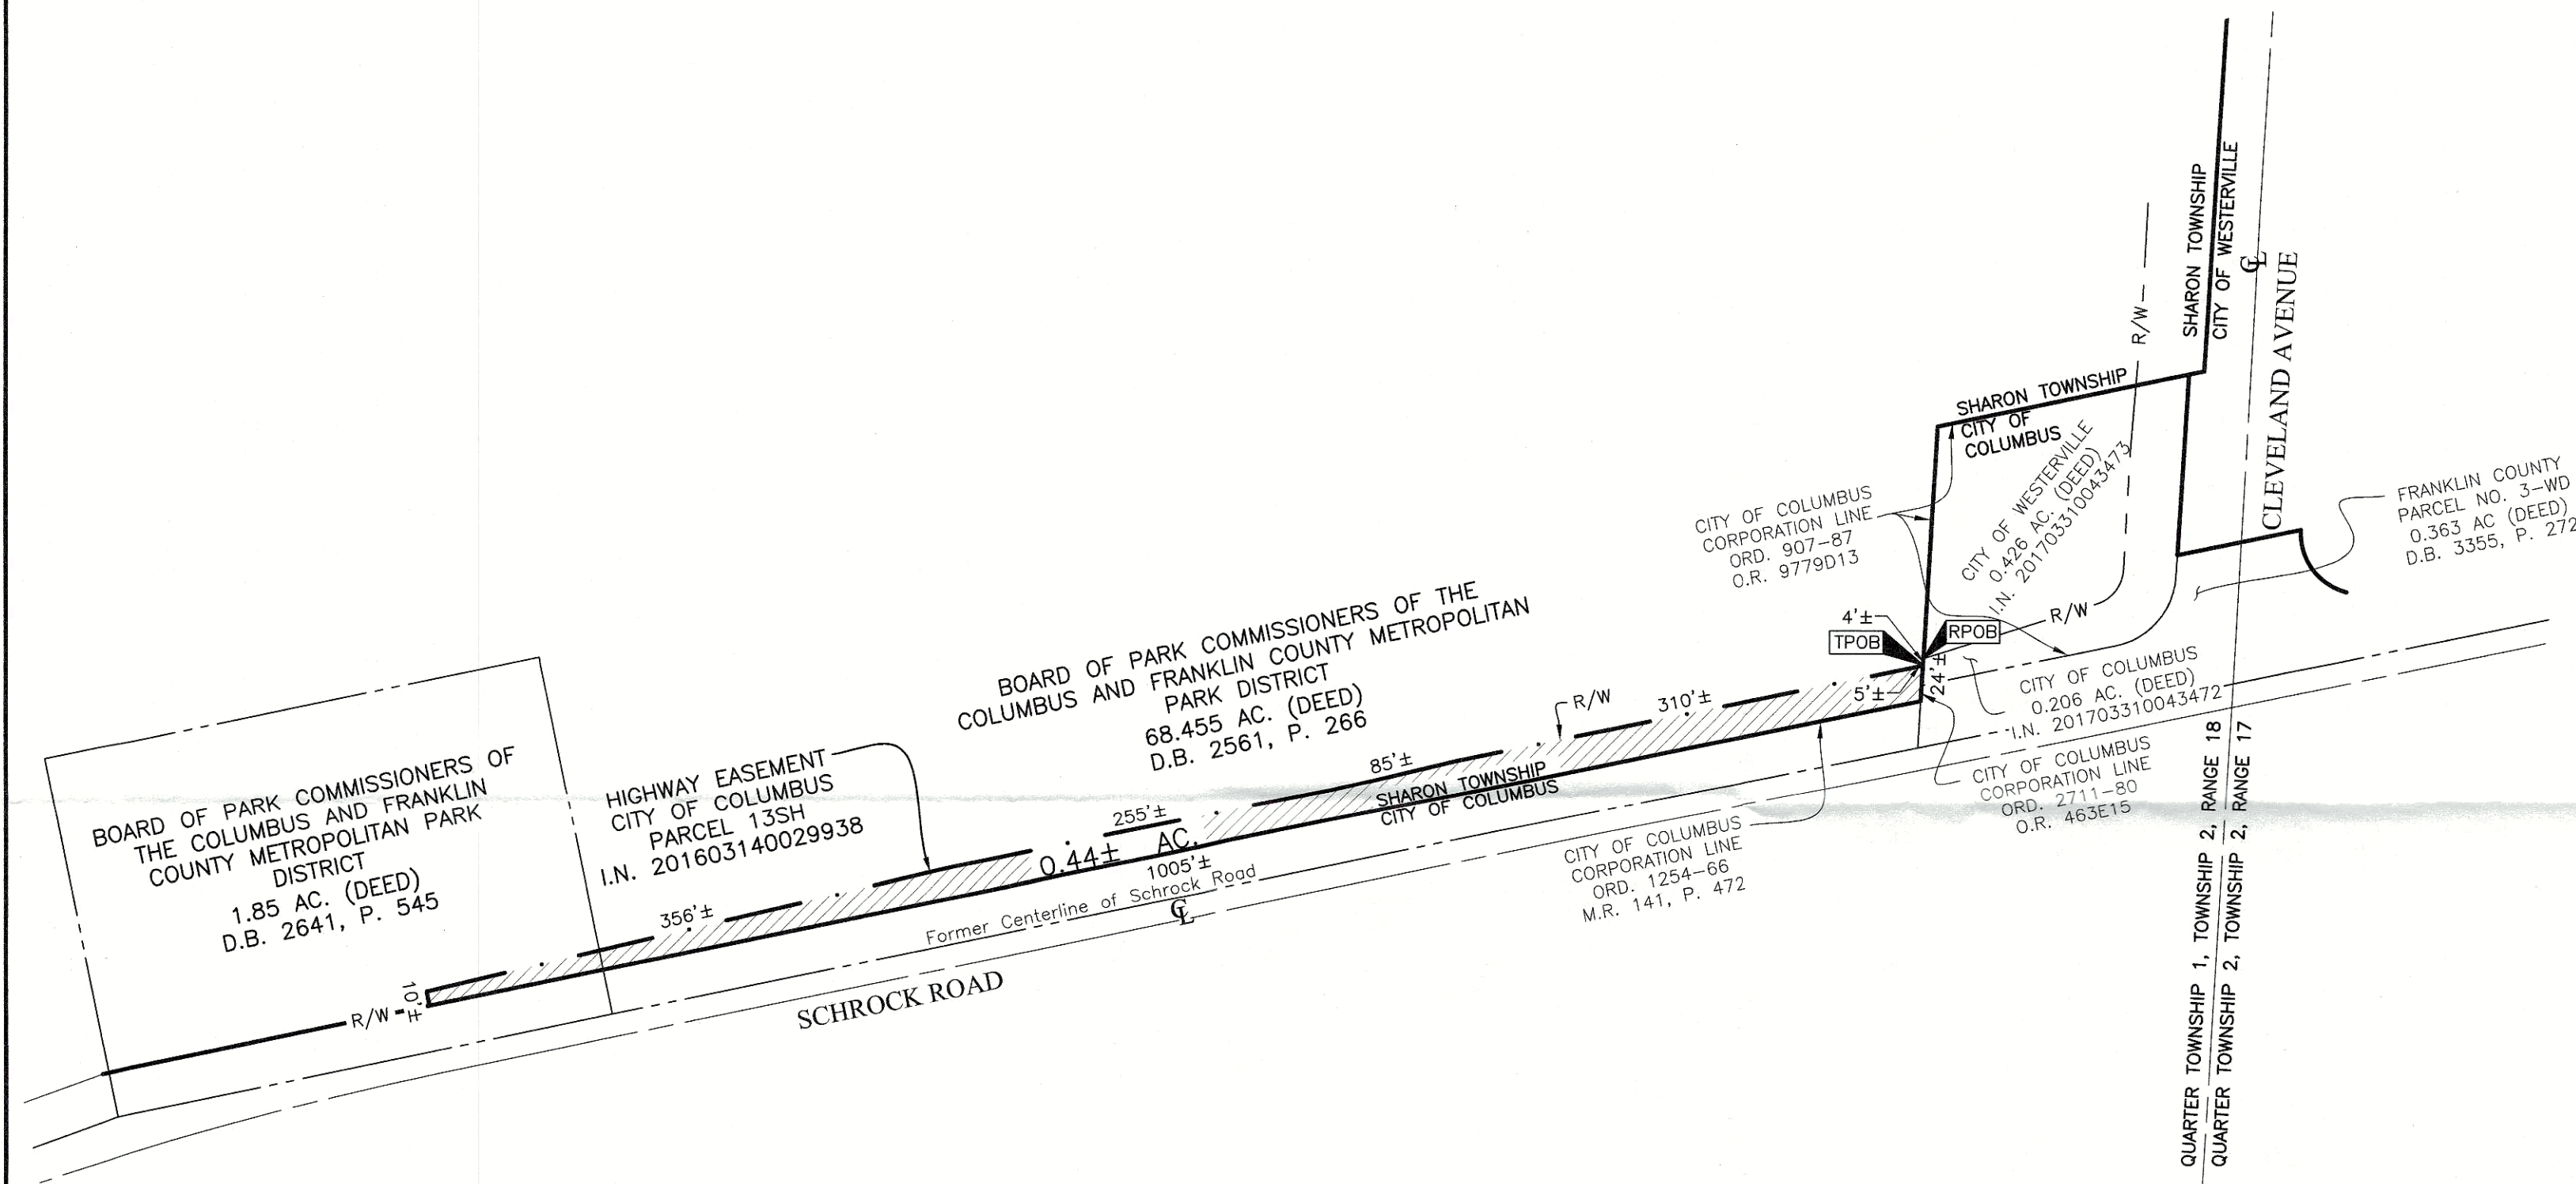 SHARON TOWNSHIP
CITY OF WESTERVILLE
℄
CLEVELAND AVENUE
R/W
SHARON TOWNSHIP
CITY OF
COLUMBUS
CITY OF WESTERVILLE
0.426 AC. (DEED)
I.N. 201703310043473
FRANKLIN COUNTY
PARCEL NO. 3-WD
0.363 AC (DEED)
D.B. 3355, P. 272
CITY OF COLUMBUS
CORPORATION LINE
ORD. 907-87
O.R. 9779D13
4'±
TPOB
RPOB
R/W
24'±
5'±
CITY OF COLUMBUS
0.206 AC. (DEED)
I.N. 201703310043472
BOARD OF PARK COMMISSIONERS OF THE
COLUMBUS AND FRANKLIN COUNTY METROPOLITAN
PARK DISTRICT
68.455 AC. (DEED)
D.B. 2561, P. 266
R/W
310'±
85'±
SHARON TOWNSHIP
CITY OF COLUMBUS
255'±
0.44± AC.
1005'±
Former Centerline of Schrock Road
℄
SCHROCK ROAD
CITY OF COLUMBUS
CORPORATION LINE
ORD. 2711-80
O.R. 463E15
CITY OF COLUMBUS
CORPORATION LINE
ORD. 1254-66
M.R. 141, P. 472
HIGHWAY EASEMENT
CITY OF COLUMBUS
PARCEL 13SH
I.N. 201603140029938
356'±
BOARD OF PARK COMMISSIONERS OF
THE COLUMBUS AND FRANKLIN
COUNTY METROPOLITAN PARK
DISTRICT
1.85 AC. (DEED)
D.B. 2641, P. 545
10'±
R/W
QUARTER TOWNSHIP 1, TOWNSHIP 2, RANGE 18
QUARTER TOWNSHIP 2, TOWNSHIP 2, RANGE 17